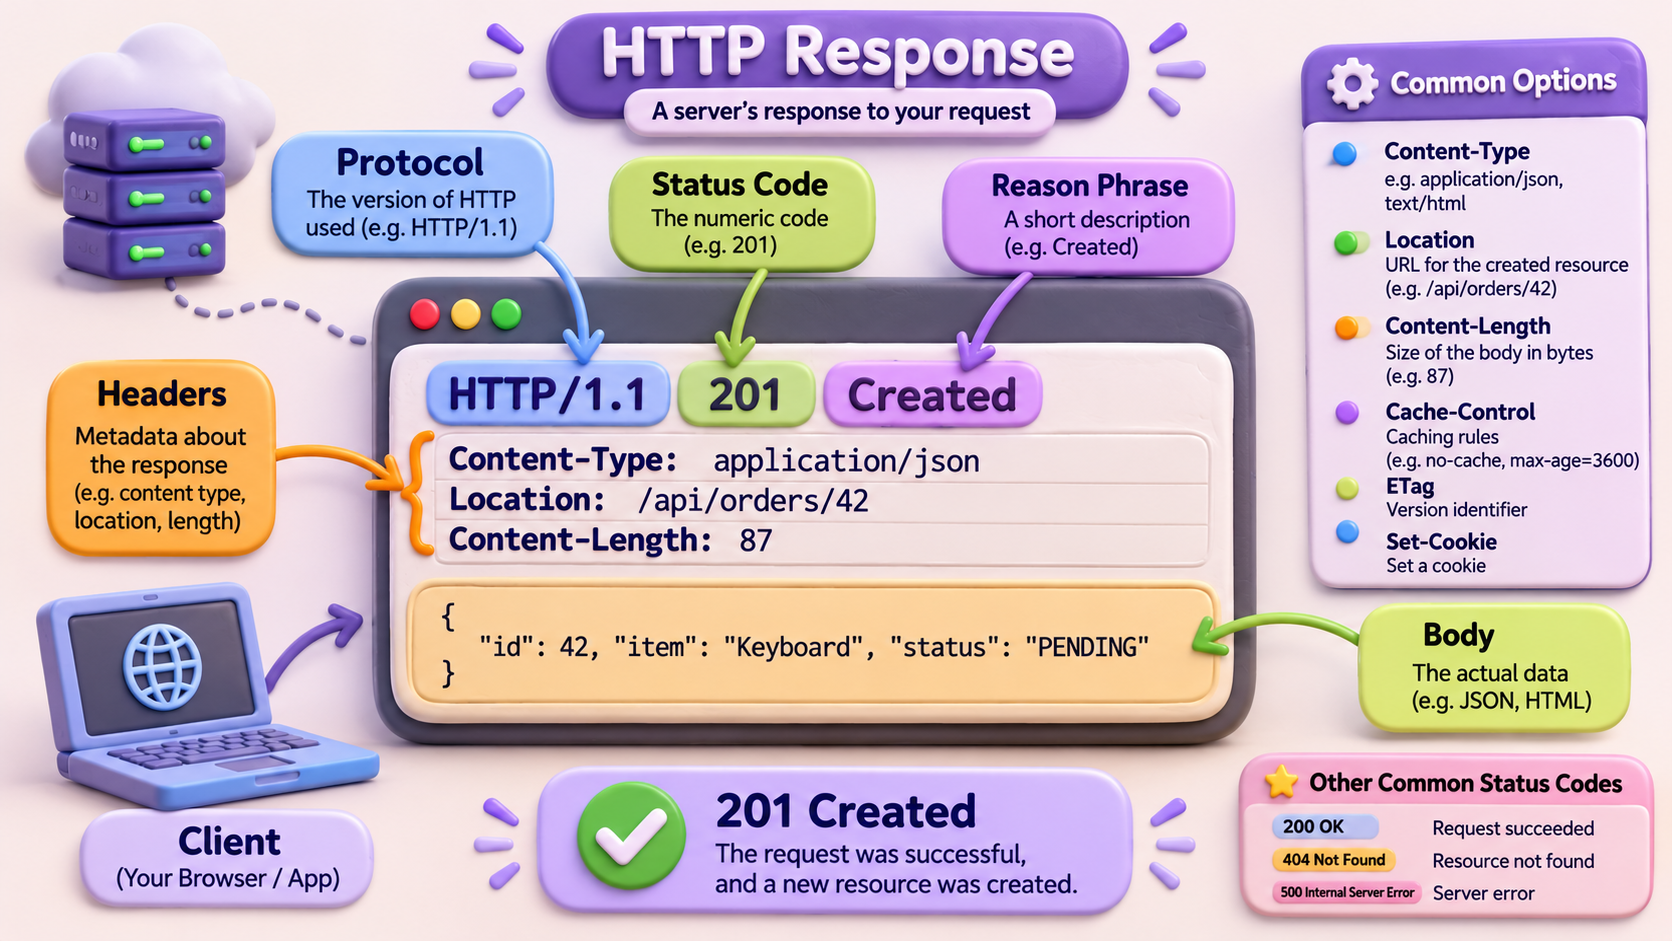 HTTP Response
A server's response to your request
Protocol
The version of HTTP
used (e.g. HTTP/1.1)
Status Code
The numeric code
(e.g. 201)
Reason Phrase
A short description
(e.g. Created)
HTTP/1.1 201 Created
Headers
Metadata about
the response
(e.g. content type,
location, length)
Content-Type: application/json
Location: /api/orders/42
Content-Length: 87
{
"id": 42, "item": "Keyboard", "status": "PENDING"
}
Body
The actual data
(e.g. JSON, HTML)
Common Options
Content-Type
e.g. application/json,
text/html
Location
URL for the created resource
(e.g. /api/orders/42)
Content-Length
Size of the body in bytes
(e.g. 87)
Cache-Control
Caching rules
(e.g. no-cache, max-age=3600)
ETag
Version identifier
Set-Cookie
Set a cookie
Client
(Your Browser / App)
201 Created
The request was successful,
and a new resource was created.
Other Common Status Codes
200 OK Request succeeded
404 Not Found Resource not found
500 Internal Server Error Server error